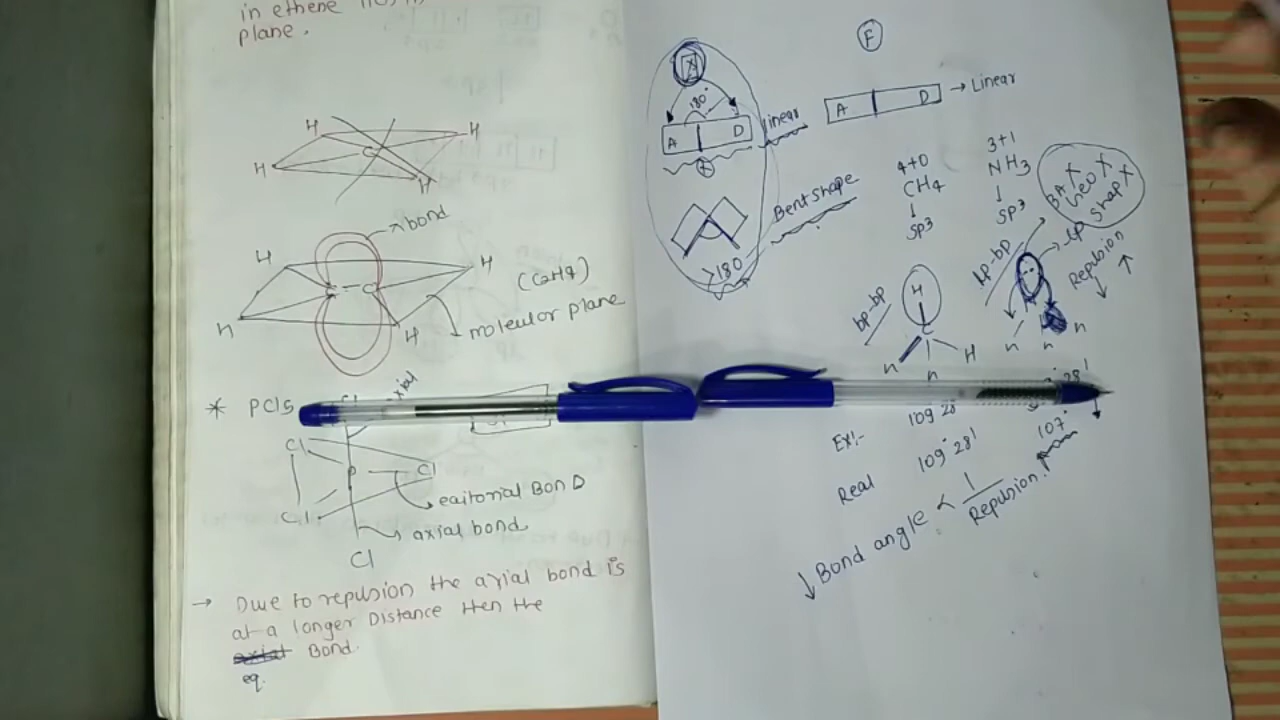 in ethene
plane.
H H
C
H H
π bond
H H
(C2H4)
C - C
molecular plane
H H
* PCl5
axial
Cl
P Cl
eaitorial BonD
Cl
axial bond
Cl
→ Dwe to repulsion the axial bond is
at a longer Distance then the
axial Bond.
eq.
F
X
180°
A D Linear
A D → Linear
Bent shape
>180
4+0
CH4
↓
SP3
3+1
NH3
↓
SP3
BA X
Geo X
Shap X
lp-bp
lp
Repulsion ↑
↓
bp-bp
H
C
H H
n
n n n
28'
Ex:- 109°28'
Real 109°28' 107°
↓ Bond angle ∝ 1
Repulsion ↑